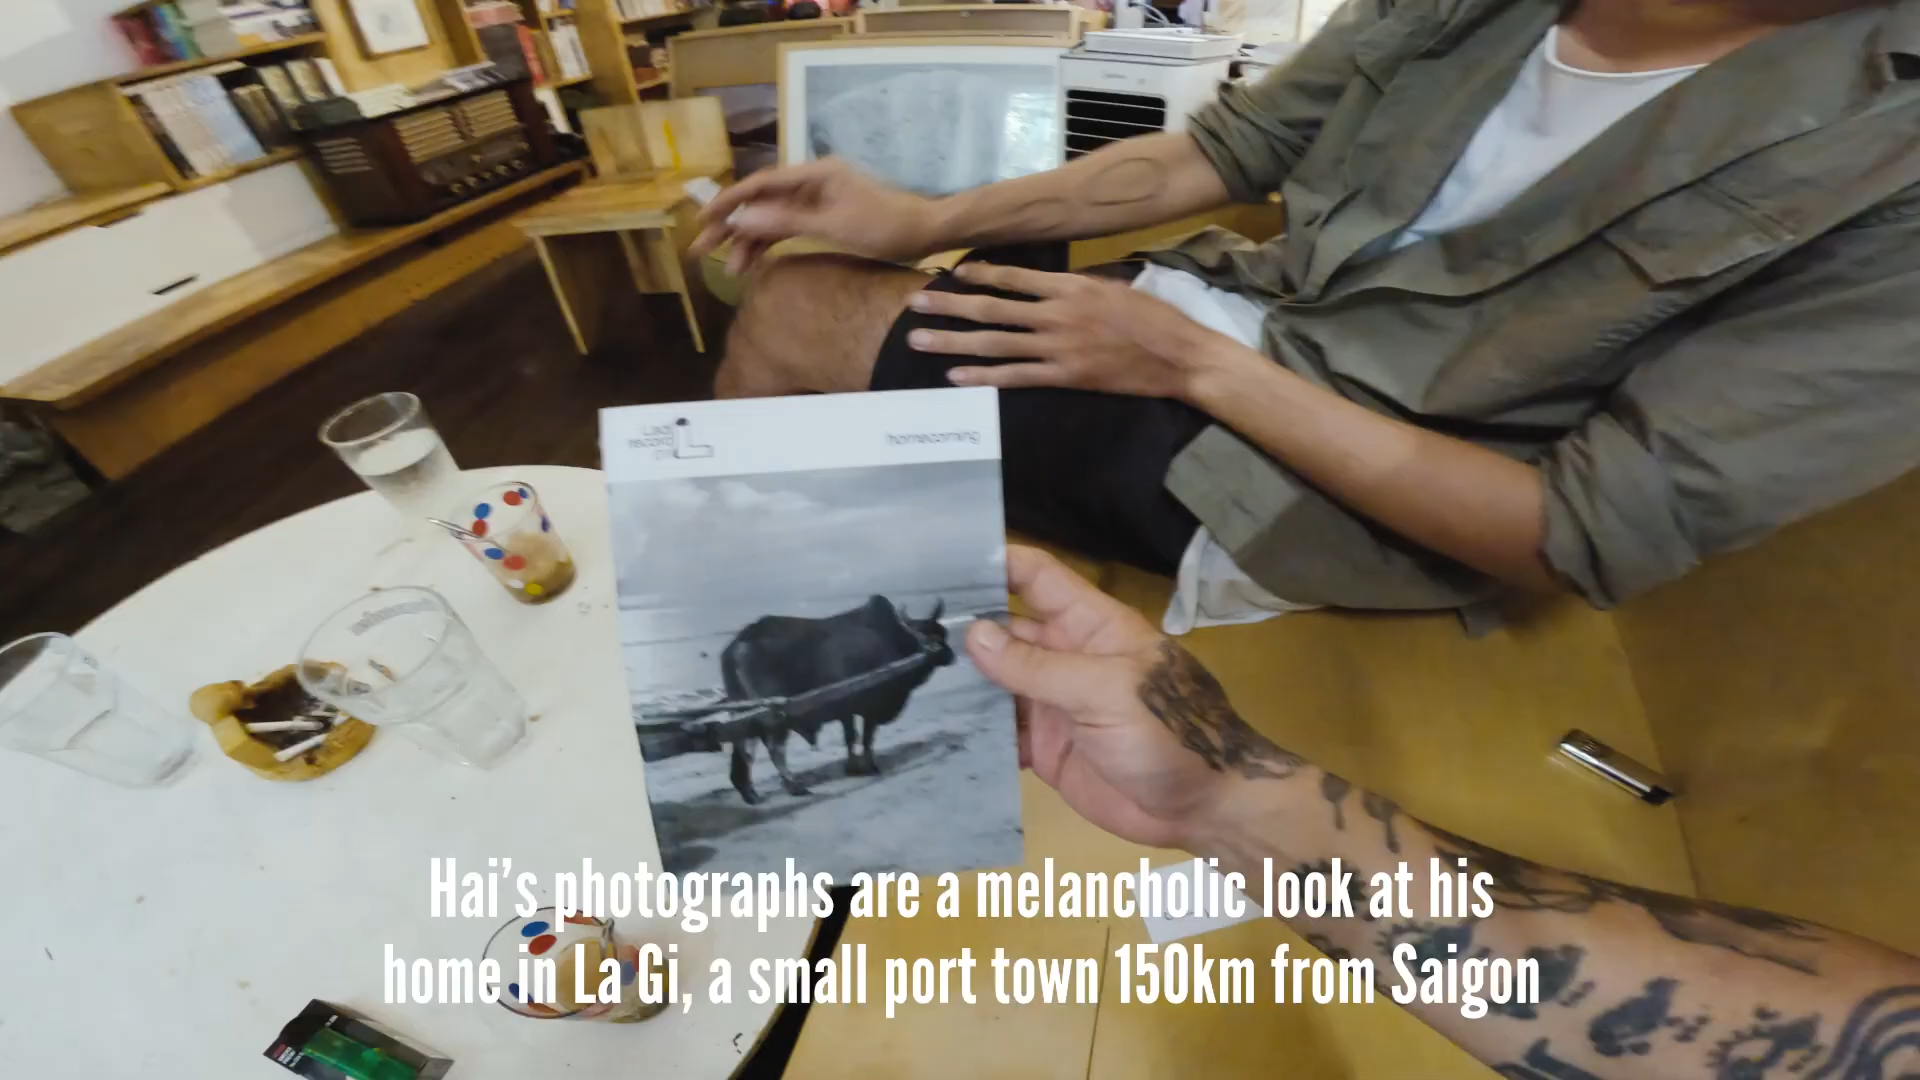 homecoming
Hai's photographs are a melancholic look at his
home in La Gi, a small port town 150km from Saigon